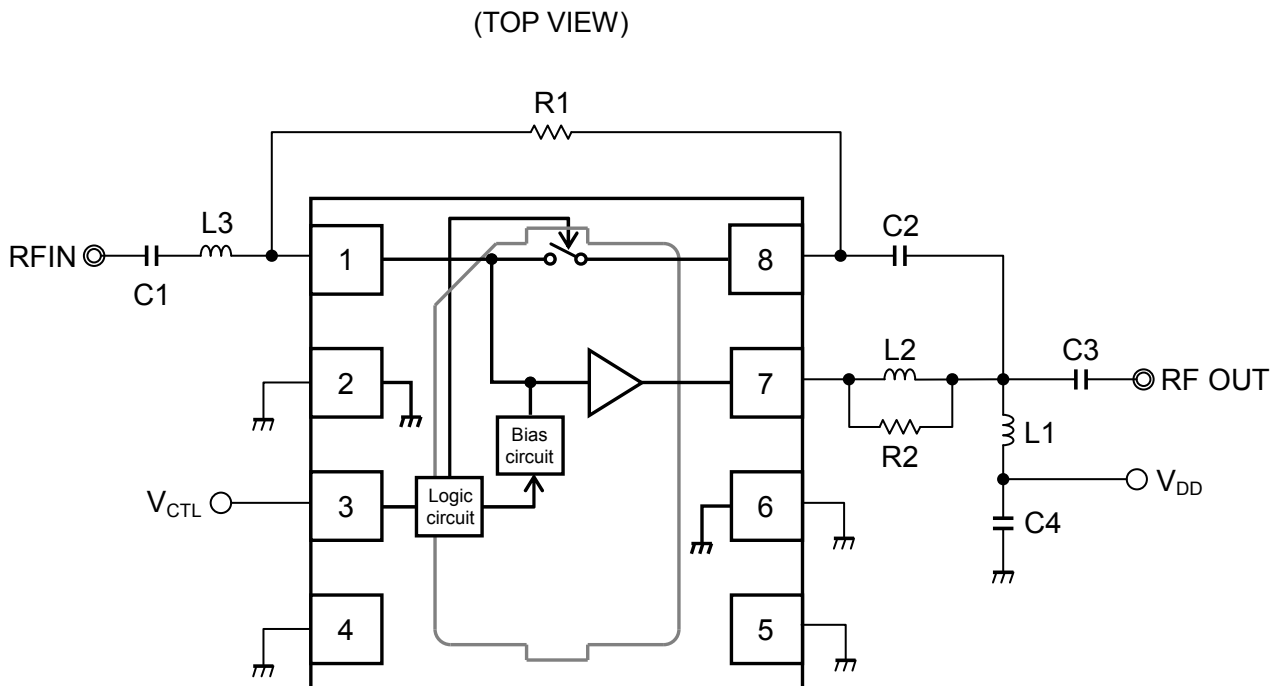 (TOP VIEW)
R1
RFIN
C1
L3
1
8
C2
2
7
L2
R2
C3
RF OUT
L1
Bias
circuit
VCTL
3
Logic
circuit
6
VDD
C4
4
5